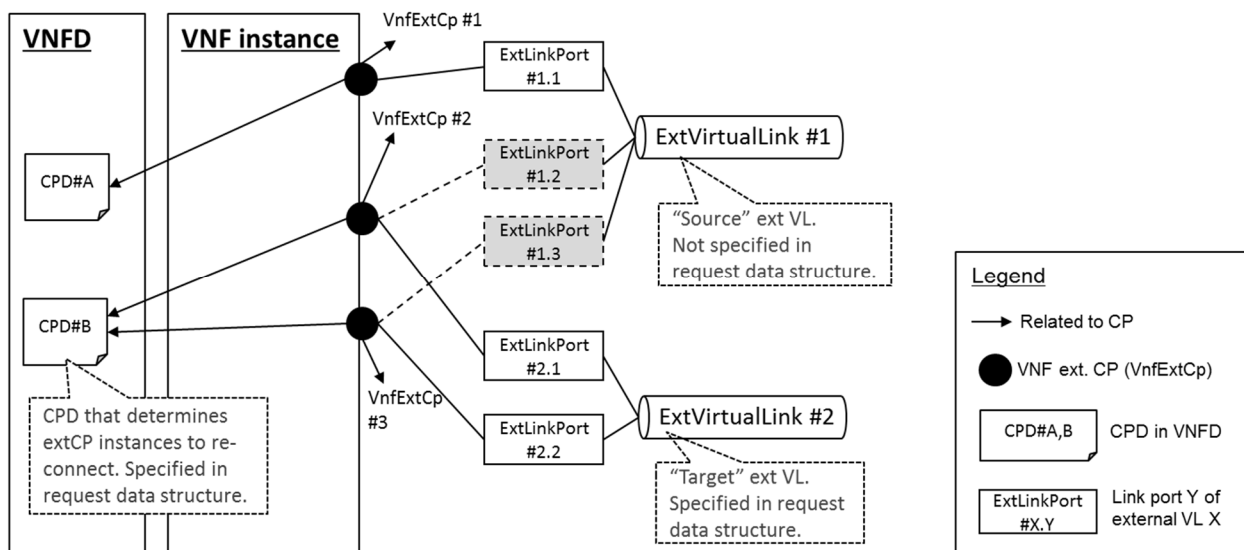 VNFD
VNF instance
VnfExtCp #1
ExtLinkPort
#1.1
VnfExtCp #2
ExtVirtualLink #1
CPD#A
ExtLinkPort
#1.2
"Source" ext VL.
Not specified in
request data structure.
ExtLinkPort
#1.3
CPD#B
ExtLinkPort
#2.1
VnfExtCp
#3
CPD that determines
extCP instances to re-
connect. Specified in
request data structure.
ExtVirtualLink #2
ExtLinkPort
#2.2
"Target" ext VL.
Specified in request
data structure.
Legend
Related to CP
VNF ext. CP (VnfExtCp)
CPD#A,B
CPD in VNFD
ExtLinkPort
#X.Y
Link port Y of
external VL X